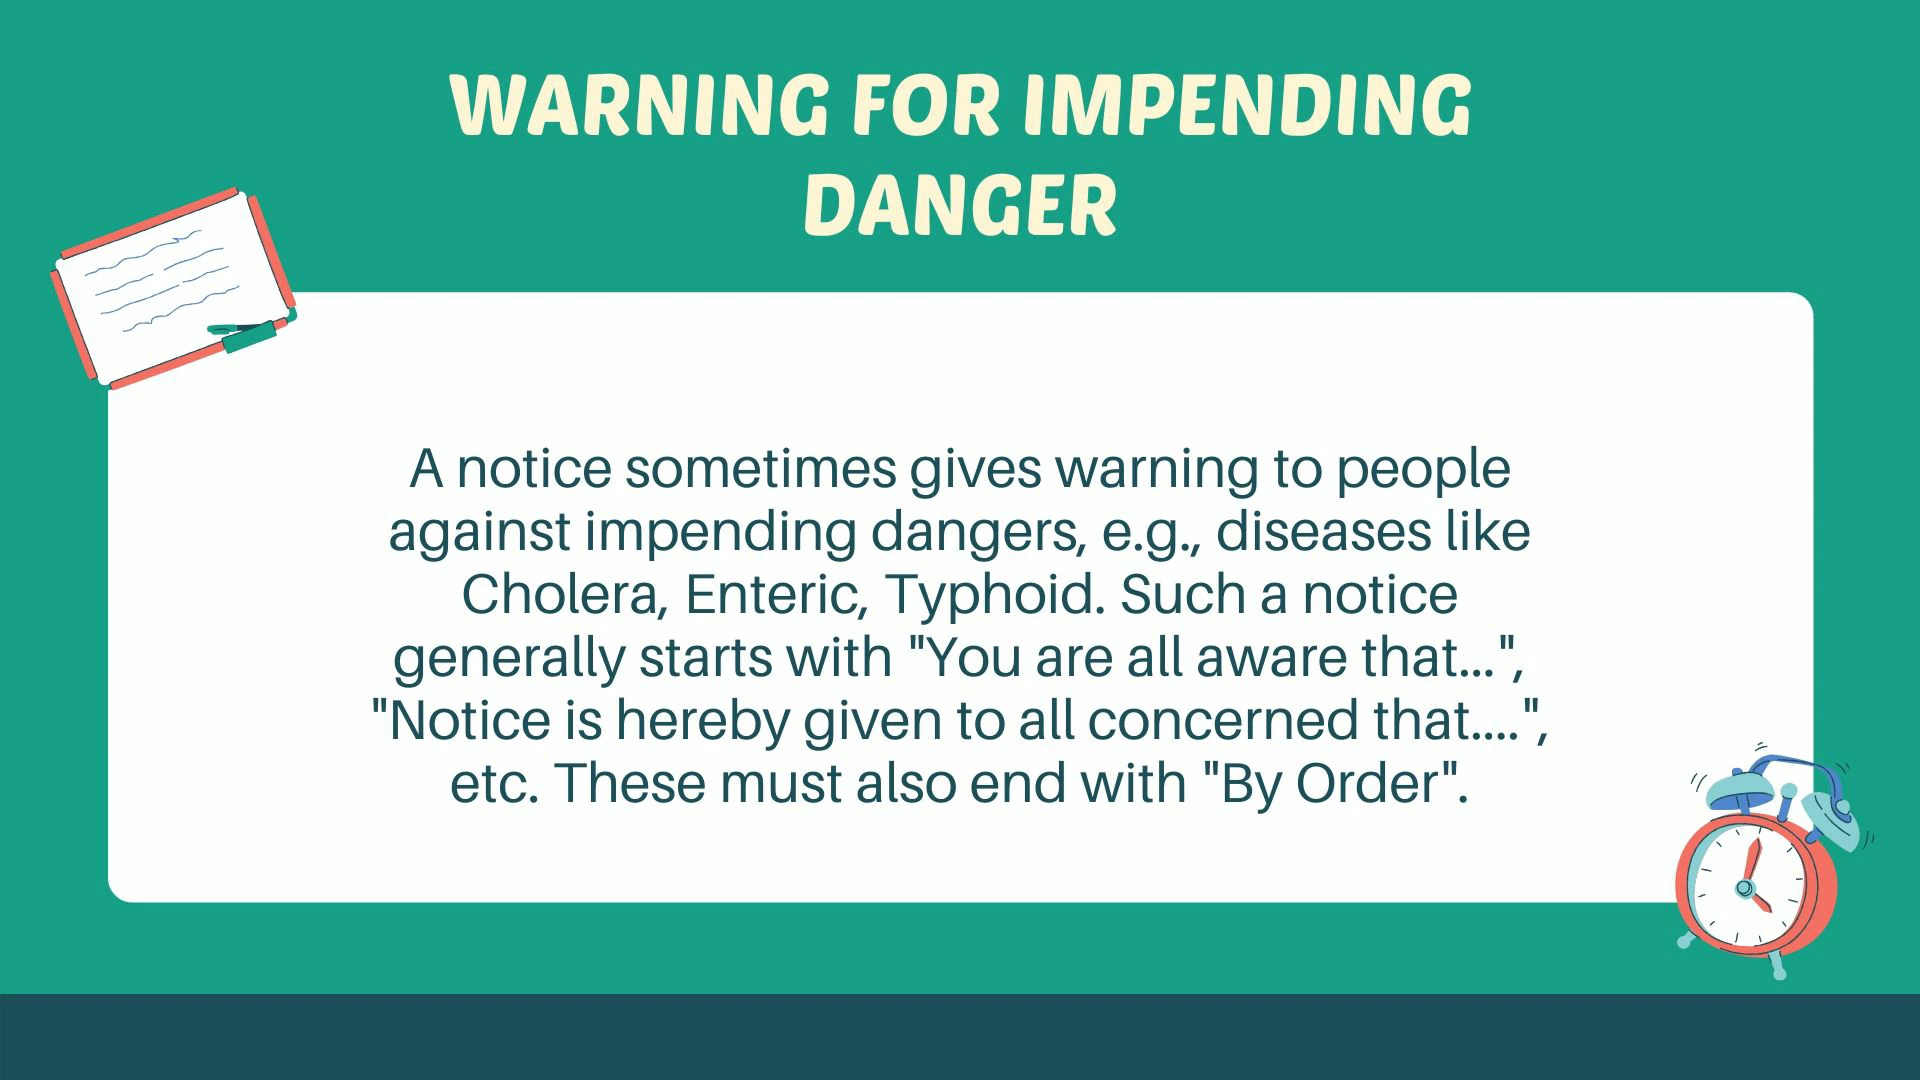 WARNING FOR IMPENDING
DANGER
A notice sometimes gives warning to people
against impending dangers, e.g., diseases like
Cholera, Enteric, Typhoid. Such a notice
generally starts with "You are all aware that...",
"Notice is hereby given to all concerned that....",
etc. These must also end with "By Order".